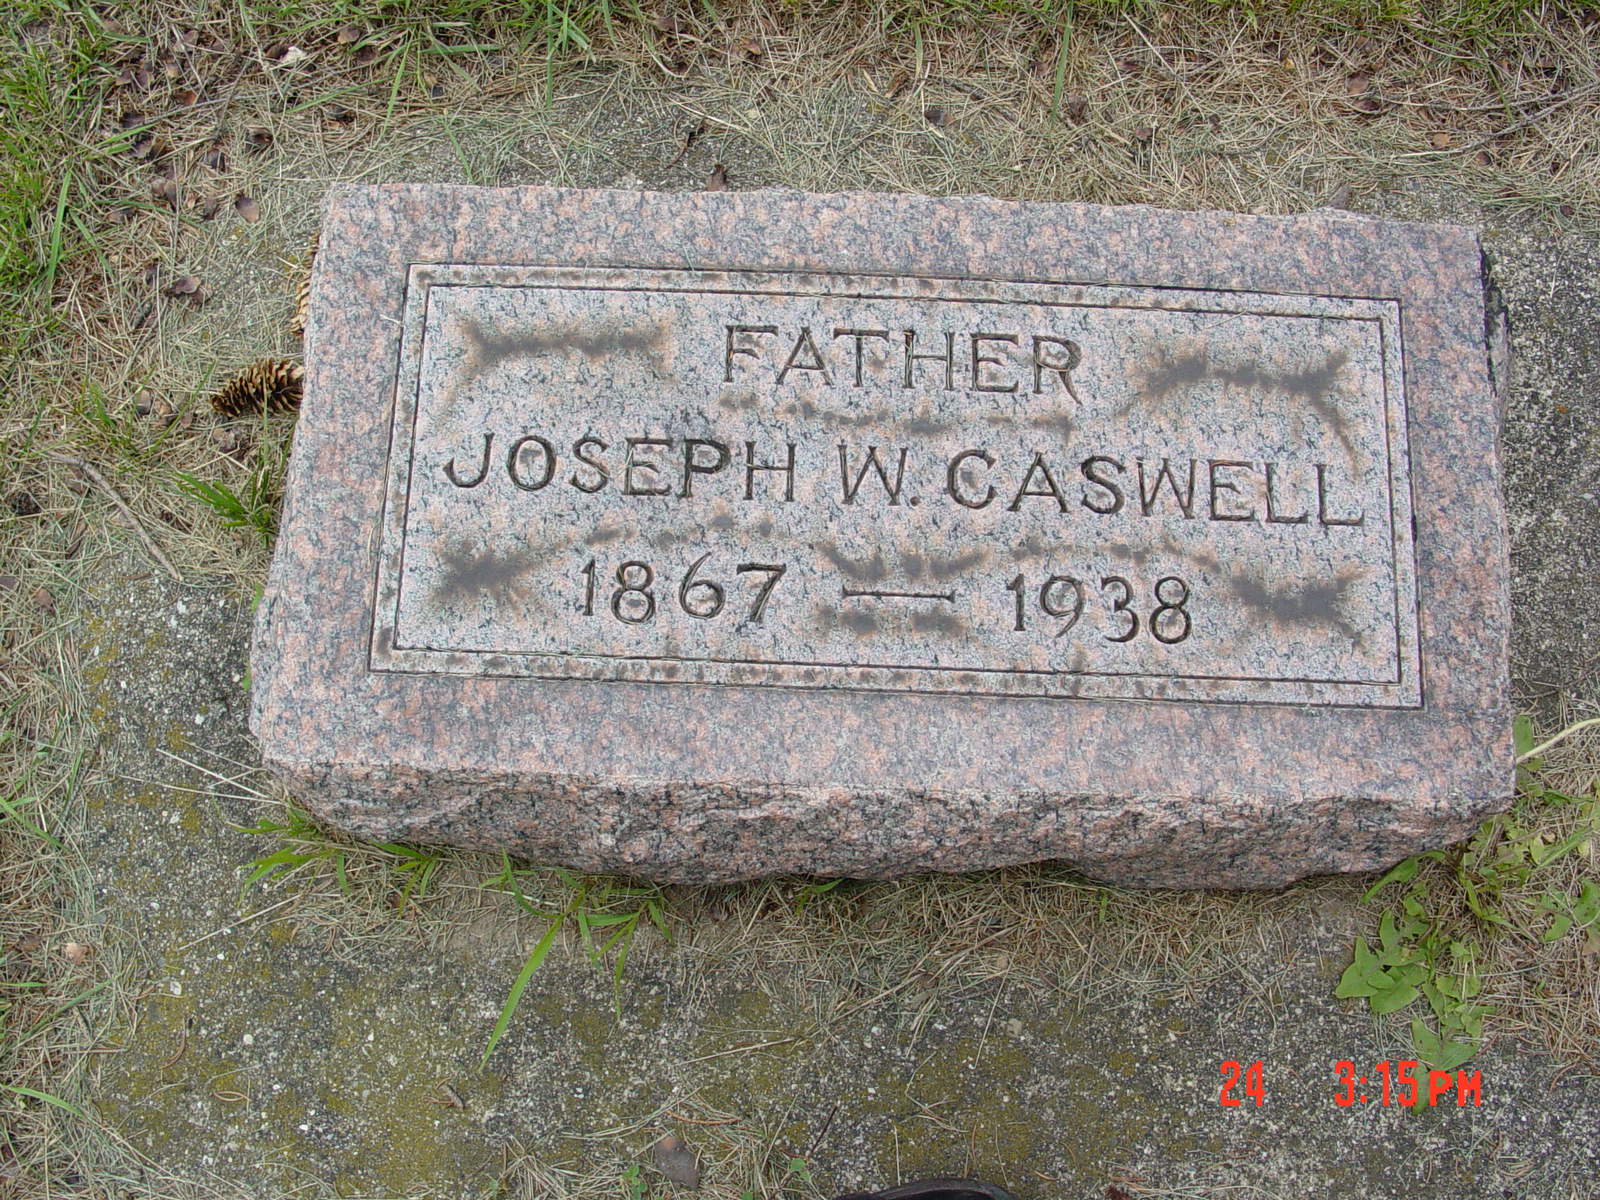 FATHER
JOSEPH W. CASWELL
1867 — 1938
24 3:15PM